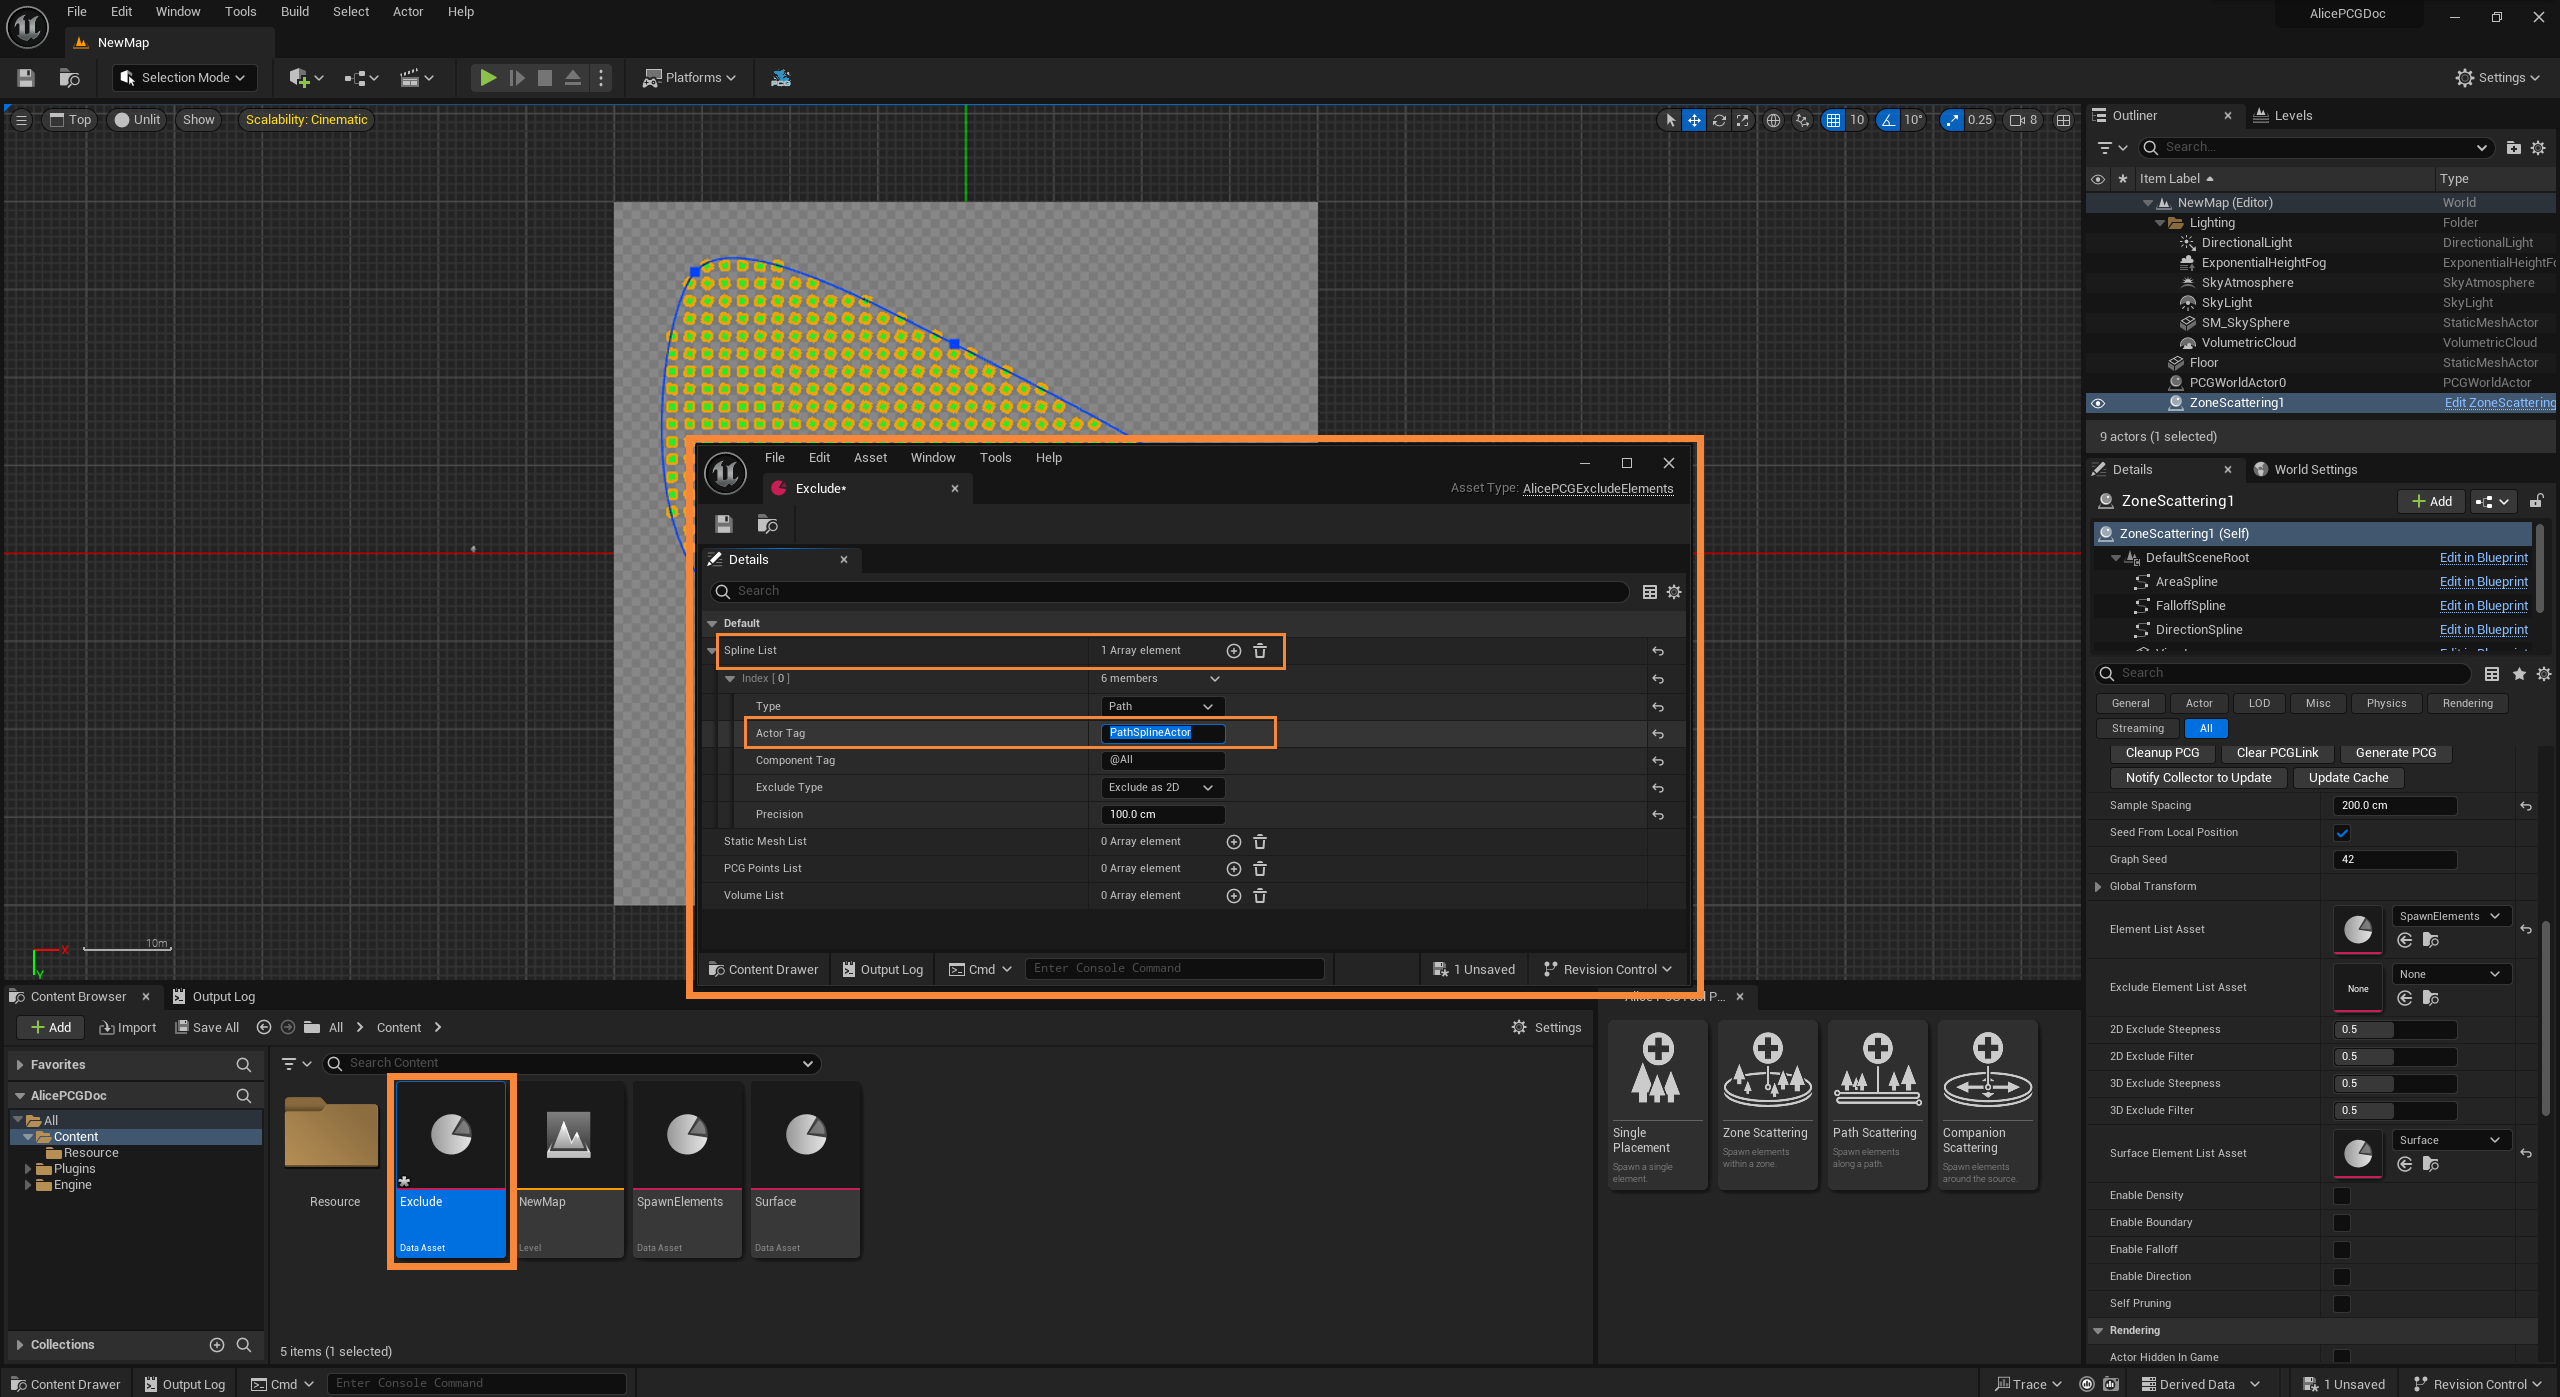 File Edit Window Tools Build Select Actor Help
AlicePCGDoc
NewMap
Selection Mode
Platforms
Settings
Top Unlit Show Scalability: Cinematic
10 10° 0.25 8
10m
X
Y
Outliner Levels
Search...
Item Label Type
NewMap (Editor) World
Lighting Folder
DirectionalLight DirectionalLight
ExponentialHeightFog ExponentialHeightFo
SkyAtmosphere SkyAtmosphere
SkyLight SkyLight
SM_SkySphere StaticMeshActor
VolumetricCloud VolumetricCloud
Floor StaticMeshActor
PCGWorldActor0 PCGWorldActor
ZoneScattering1 Edit ZoneScattering
9 actors (1 selected)
Details World Settings
ZoneScattering1
Add
ZoneScattering1 (Self)
DefaultSceneRoot Edit in Blueprint
AreaSpline Edit in Blueprint
FalloffSpline Edit in Blueprint
DirectionSpline Edit in Blueprint
Search
General Actor LOD Misc Physics Rendering
Streaming All
Cleanup PCG Clear PCGLink Generate PCG
Notify Collector to Update Update Cache
Sample Spacing 200.0 cm
Seed From Local Position
Graph Seed 42
Global Transform
Element List Asset SpawnElements
Exclude Element List Asset None None
2D Exclude Steepness 0.5
2D Exclude Filter 0.5
3D Exclude Steepness 0.5
3D Exclude Filter 0.5
Surface Element List Asset Surface
Enable Density
Enable Boundary
Enable Falloff
Enable Direction
Self Pruning
Rendering
Actor Hidden In Game
File Edit Asset Window Tools Help
Exclude*
Asset Type: AlicePCGExcludeElements
Details
Search
Default
Spline List 1 Array element
Index [ 0 ] 6 members
Type Path
Actor Tag PathSplineActor
Component Tag @All
Exclude Type Exclude as 2D
Precision 100.0 cm
Static Mesh List 0 Array element
PCG Points List 0 Array element
Volume List 0 Array element
Content Drawer Output Log Cmd Enter Console Command 1 Unsaved Revision Control
Content Browser Output Log
Add Import Save All All Content Settings
Favorites
AlicePCGDoc
All
Content
Resource
Plugins
Engine
Collections
Search Content
Resource
Exclude
Data Asset
NewMap
Level
SpawnElements
Data Asset
Surface
Data Asset
5 items (1 selected)
Single Placement
Spawn a single element.
Zone Scattering
Spawn elements within a zone.
Path Scattering
Spawn elements along a path.
Companion Scattering
Spawn elements around the source.
Content Drawer Output Log Cmd Enter Console Command
Trace Derived Data 1 Unsaved Revision Control